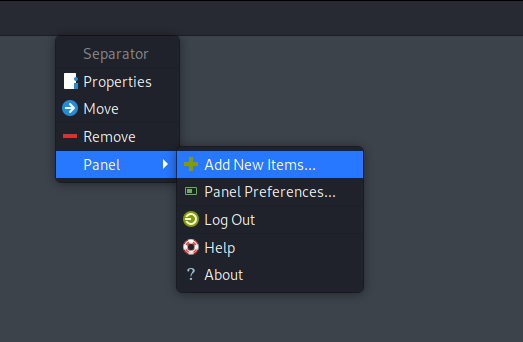 Separator
Properties
Move
Remove
Panel
Add New Items...
Panel Preferences...
Log Out
Help
About